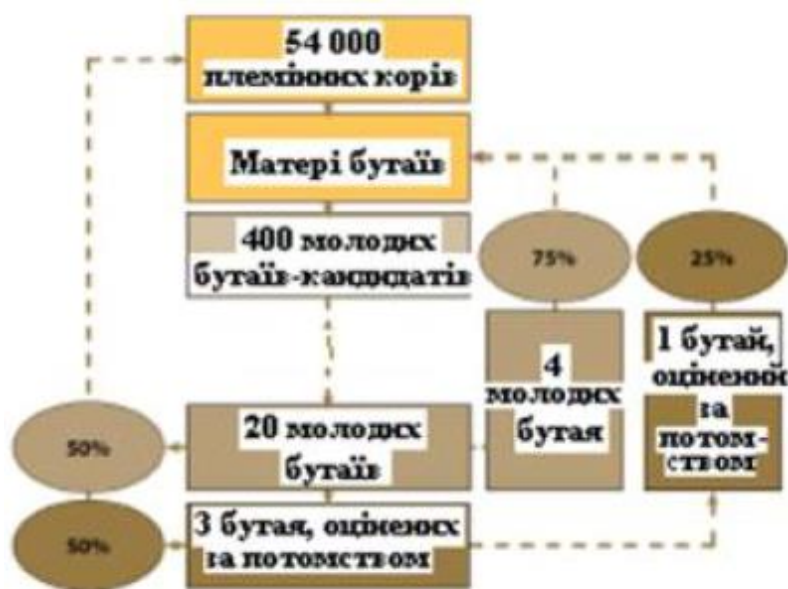 54 000
племінних корів
Матері бугаїв
400 молодих
бугаїв-кандидатів
75%
25%
4
молодих
бугая
1 бугай,
оцінений
за
потом-
ством
50%
20 молодих
бугаїв
50%
3 бугая, оцінених
за потомством